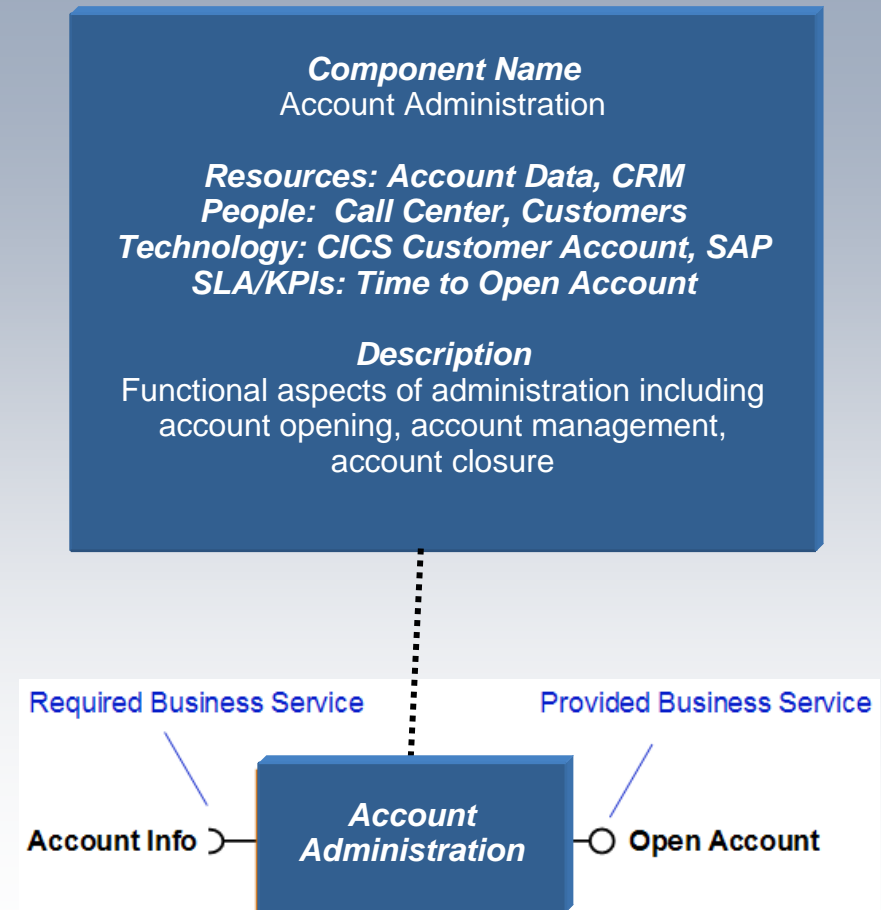 Component Name
Account Administration
Resources: Account Data, CRM
People:  Call Center, Customers
Technology: CICS Customer Account, SAP
SLA/KPIs: Time to Open Account
Description
Functional aspects of administration including
account opening, account management,
account closure
Required Business Service
Provided Business Service
Account Info
Account
Administration
Open Account